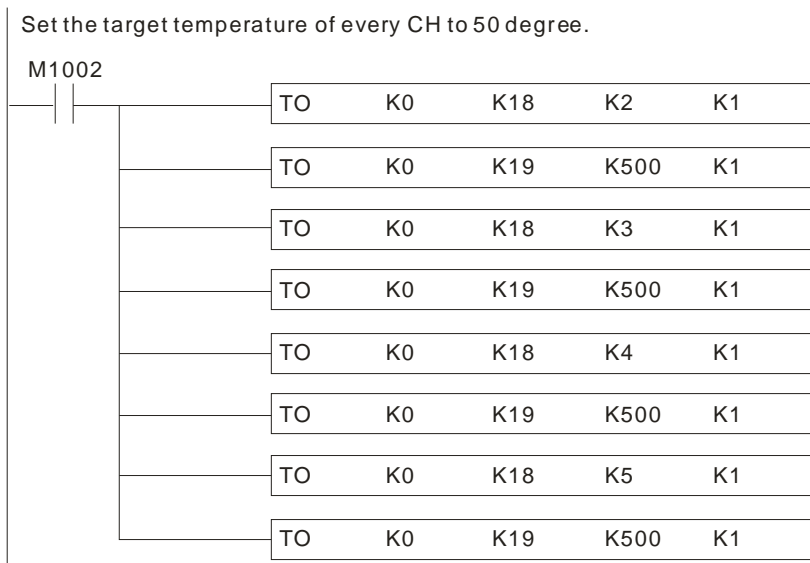 Set the target temperature of every CH to 50 degree.
M1002
TO K0 K18 K2 K1
TO K0 K19 K500 K1
TO K0 K18 K3 K1
TO K0 K19 K500 K1
TO K0 K18 K4 K1
TO K0 K19 K500 K1
TO K0 K18 K5 K1
TO K0 K19 K500 K1